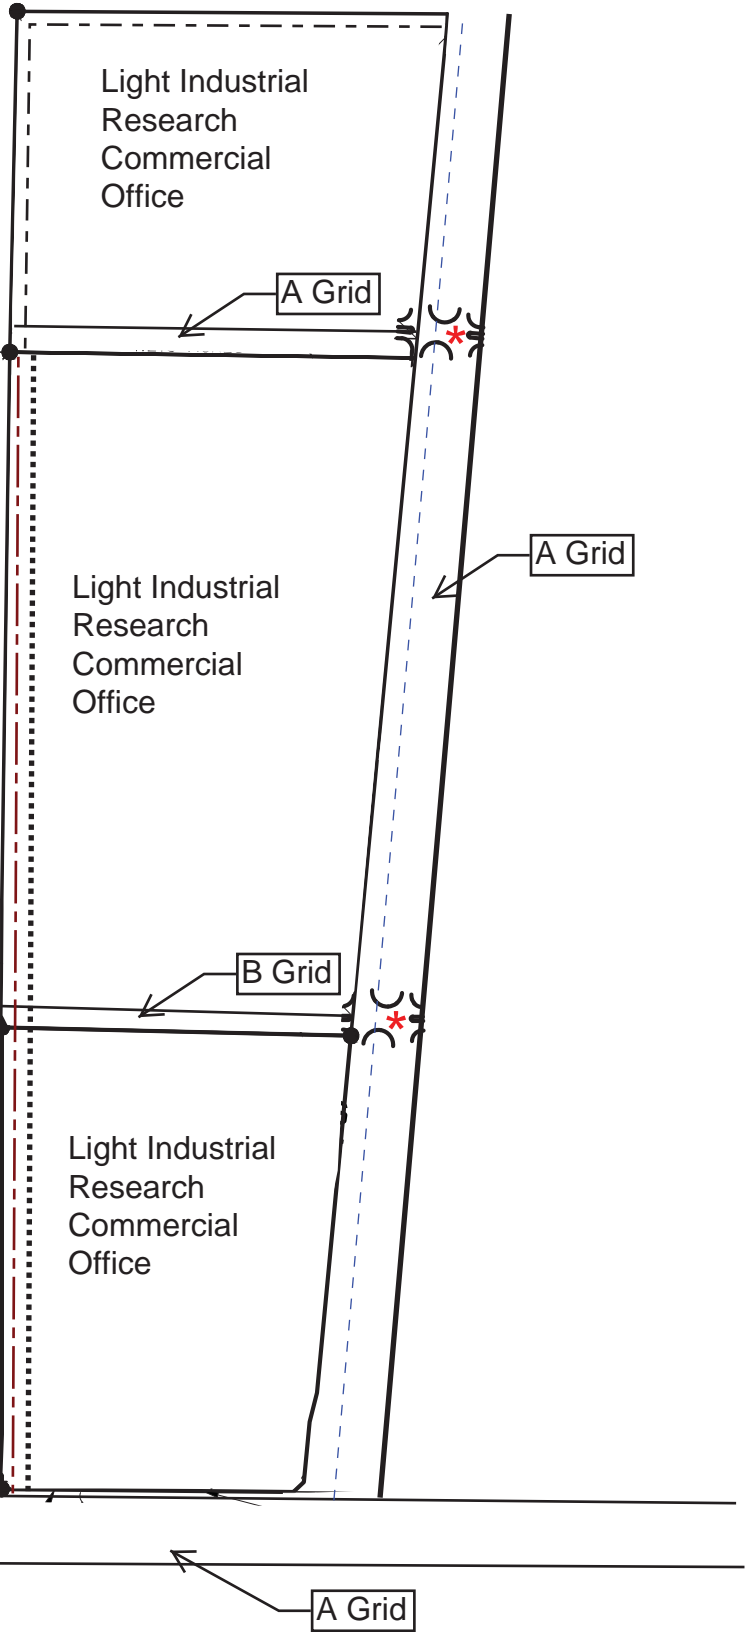 Light Industrial
Research
Commercial
Office
A Grid
A Grid
Light Industrial
Research
Commercial
Office
B Grid
Light Industrial
Research
Commercial
Office
A Grid